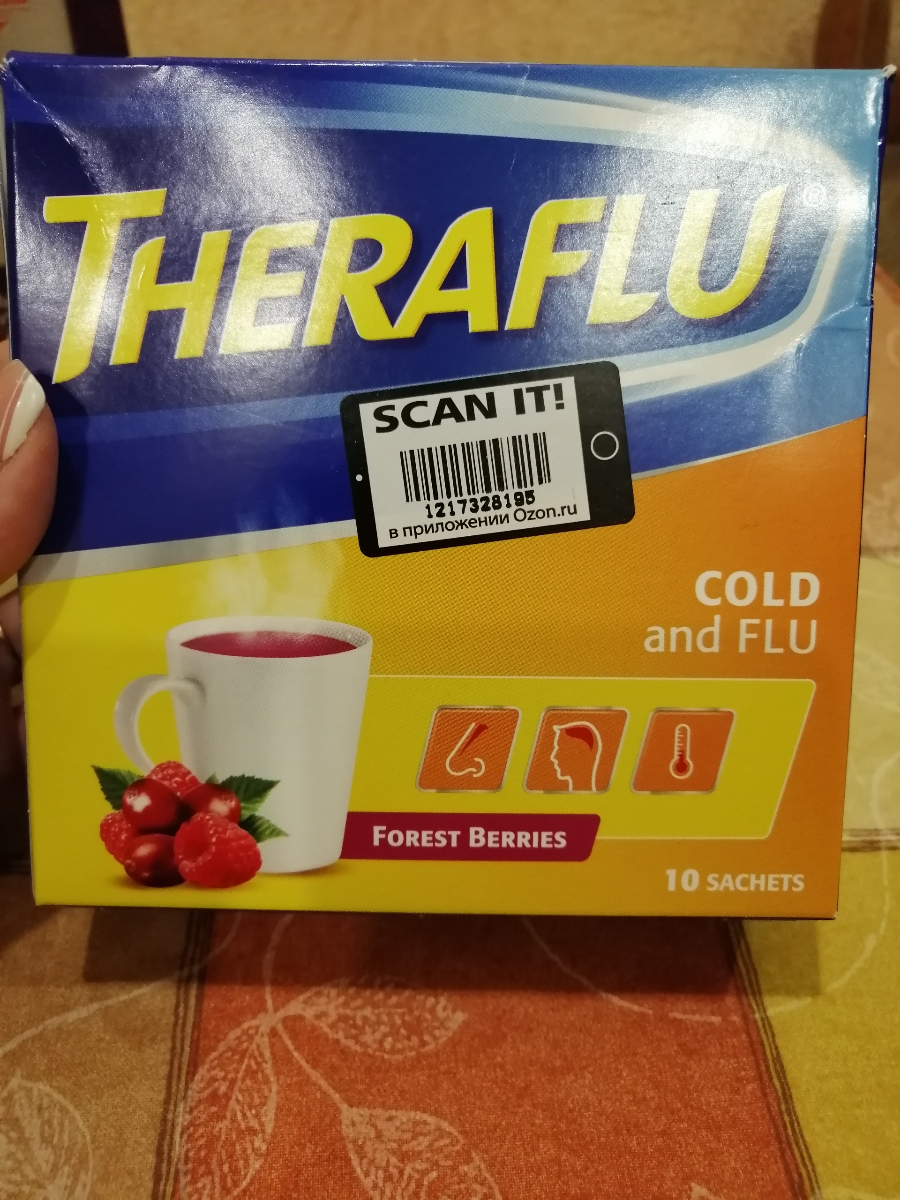 THERAFLU®
SCAN IT!
1217328195
в приложении Ozon.ru
COLD
and FLU
FOREST BERRIES
10 SACHETS